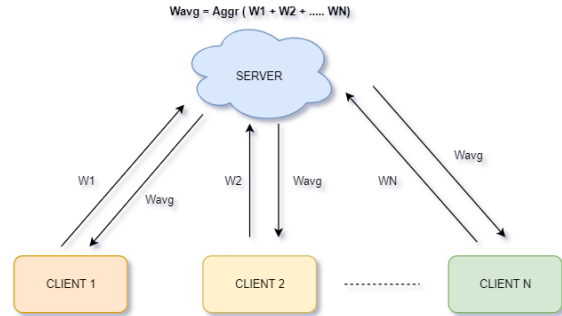 Wavg = Aggr ( W1 + W2 + ..... WN)
SERVER
W1
Wavg
W2
Wavg
WN
Wavg
CLIENT 1
CLIENT 2
CLIENT N